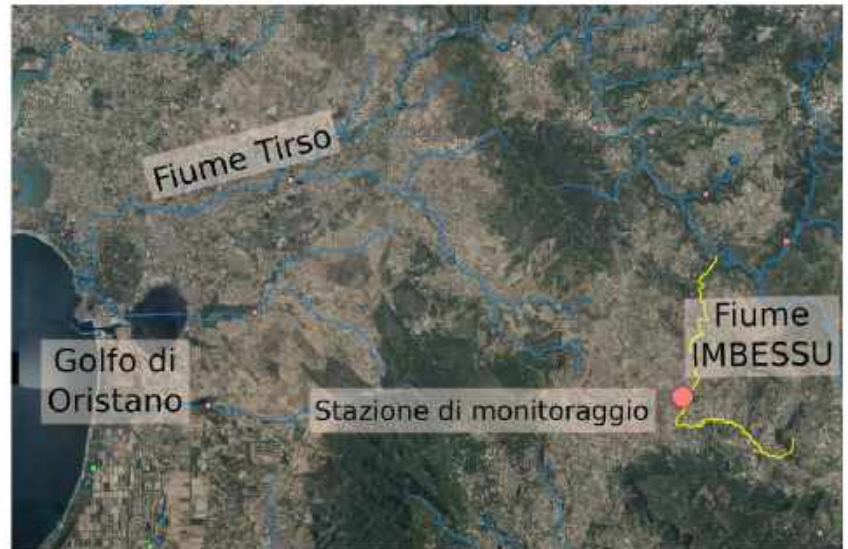 Fiume Tirso
Fiume
IMBESSU
Golfo di
Oristano
Stazione di monitoraggio